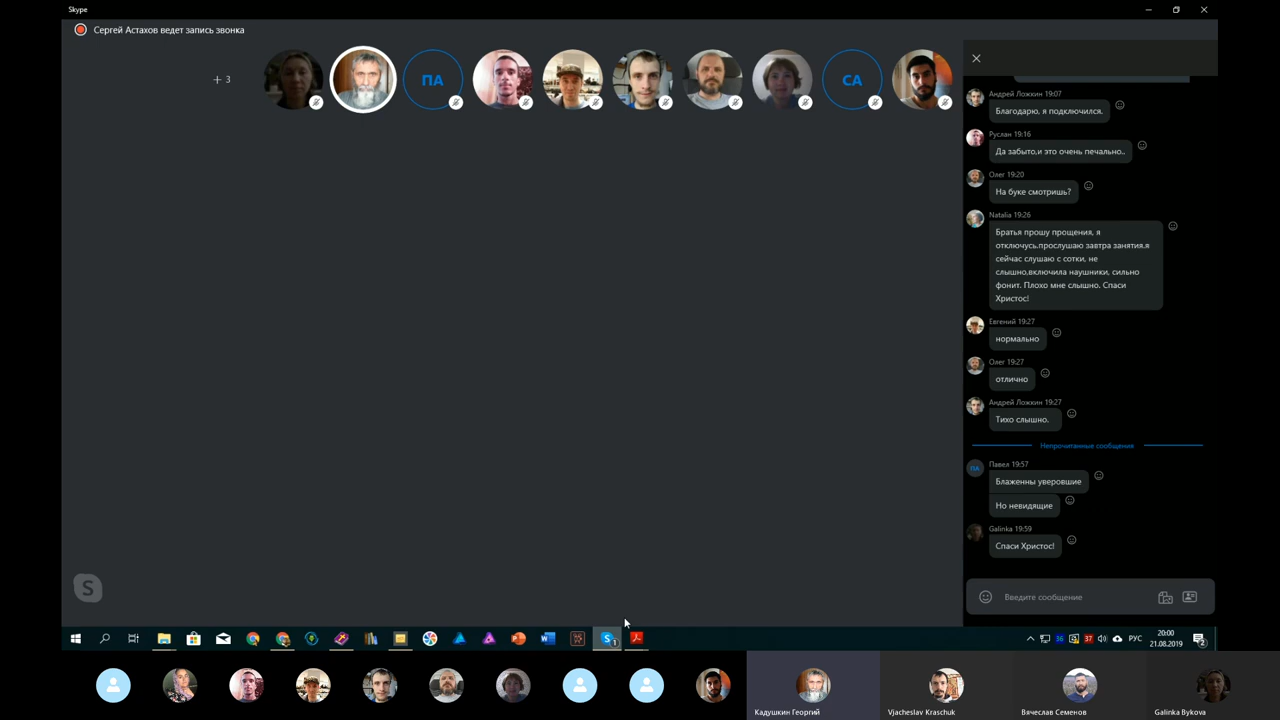 Skype
Сергей Астахов ведет запись звонка
+ 3
ПА
СА
Андрей Ложкин 19:07
Благодарю, я подключился.
Руслан 19:16
Да забыто,и это очень печально..
Олег 19:20
На буке смотришь?
Natalia 19:26
Братья прошу прощения, я
отключусь.прослушаю завтра занятия.я
сейчас слушаю с сотки, не
слышно,включила наушники, сильно
фонит. Плохо мне слышно. Спаси
Христос!
Евгений 19:27
нормально
Олег 19:27
отлично
Андрей Ложкин 19:27
Тихо слышно.
Непрочитанные сообщения
ПА
Павел 19:57
Блаженны уверовшие
Но невидящие
Galinka 19:59
Спаси Христос!
S
Введите сообщение
36
37
РУС
20:00
21.08.2019
2
Кадушкин Георгий
Vjacheslav Kraschuk
Вячеслав Семенов
Galinka Bykova